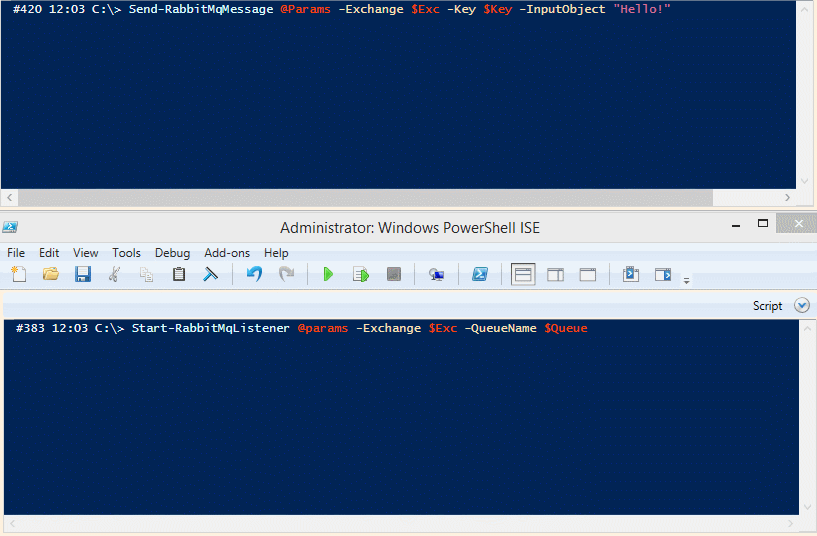 #420 12:03 C:\> Send-RabbitMqMessage @Params -Exchange $Exc -Key $Key -InputObject "Hello!"
Administrator: Windows PowerShell ISE
File Edit View Tools Debug Add-ons Help
Script
#383 12:03 C:\> Start-RabbitMqListener @params -Exchange $Exc -QueueName $Queue